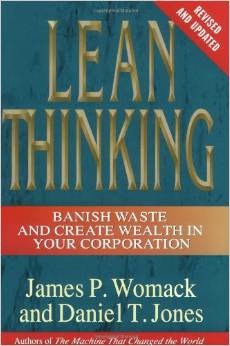 REVISED
AND UPDATED
LEAN
THINKING
BANISH WASTE
AND CREATE WEALTH IN
YOUR CORPORATION
James P. Womack
and Daniel T. Jones
Authors of The Machine That Changed the World